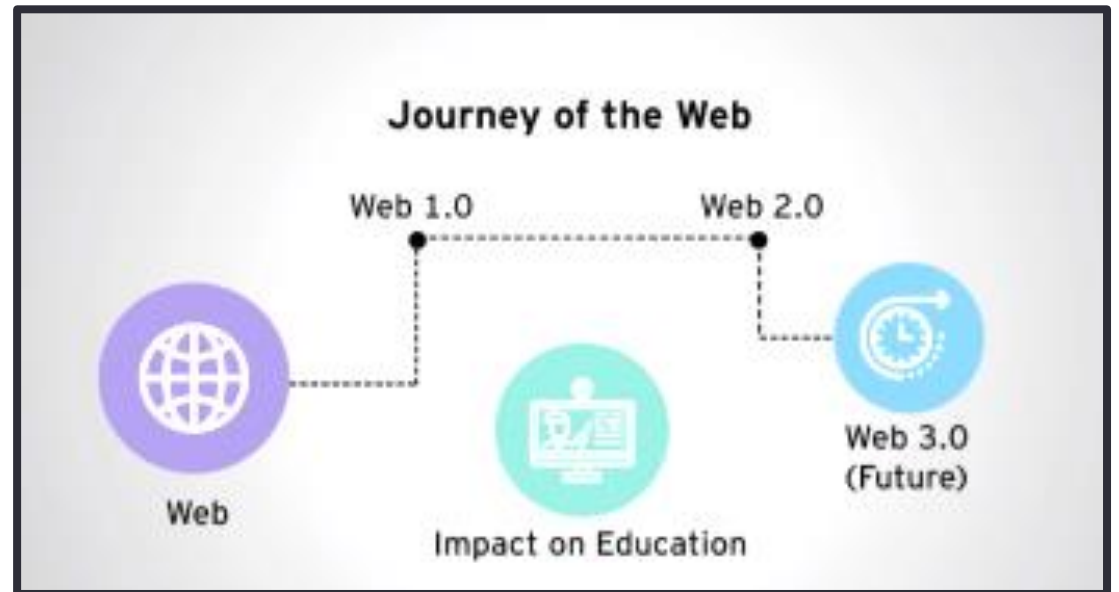 Journey of the Web
Web 1.0
Web 2.0
Web
Impact on Education
Web 3.0
(Future)